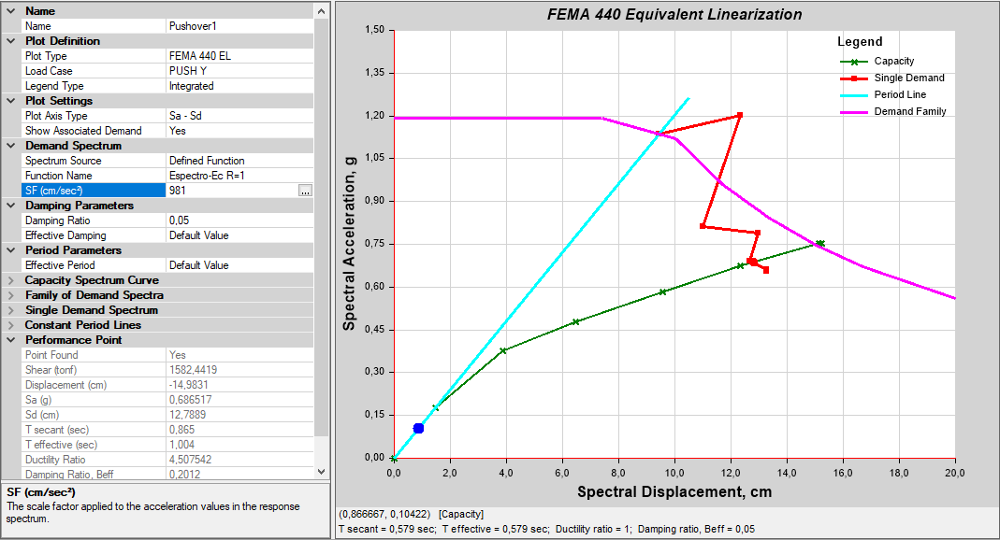 Name
Name Pushover1
Plot Definition
Plot Type FEMA 440 EL
Load Case PUSH Y
Legend Type Integrated
Plot Settings
Plot Axis Type Sa - Sd
Show Associated Demand Yes
Demand Spectrum
Spectrum Source Defined Function
Function Name Espectro-Ec R=1
SF (cm/sec²) 981 ...
Damping Parameters
Damping Ratio 0,05
Effective Damping Default Value
Period Parameters
Effective Period Default Value
Capacity Spectrum Curve
Family of Demand Spectra
Single Demand Spectrum
Constant Period Lines
Performance Point
Point Found Yes
Shear (tonf) 1582,4419
Displacement (cm) -14,9831
Sa (g) 0,686517
Sd (cm) 12,7889
T secant (sec) 0,865
T effective (sec) 1,004
Ductility Ratio 4,507542
Damping Ratio, Beff 0,2012
SF (cm/sec²)
The scale factor applied to the acceleration values in the response
spectrum.
FEMA 440 Equivalent Linearization
Legend
Capacity
Single Demand
Period Line
Demand Family
Spectral Acceleration, g
1,50
1,35
1,20
1,05
0,90
0,75
0,60
0,45
0,30
0,15
0,00
0,0 2,0 4,0 6,0 8,0 10,0 12,0 14,0 16,0 18,0 20,0
Spectral Displacement, cm
(0,866667, 0,10422) [Capacity]
T secant = 0,579 sec; T effective = 0,579 sec; Ductility ratio = 1; Damping ratio, Beff = 0,05